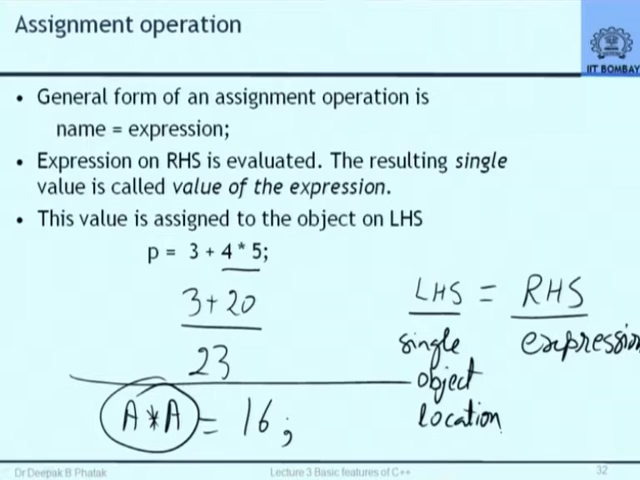 Assignment operation
IIT BOMBAY
• General form of an assignment operation is
name = expression;
• Expression on RHS is evaluated. The resulting single
value is called value of the expression.
• This value is assigned to the object on LHS
p = 3 + 4 * 5;
3+20
23
A*A = 16;
LHS = RHS
single expression
object
location
Dr Deepak B Phatak
Lecture 3 Basic features of C++
32